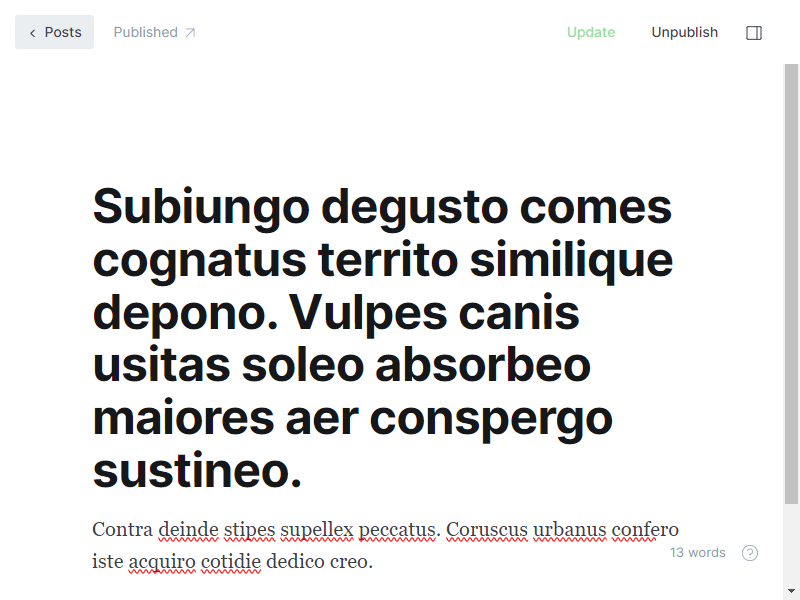 Posts
Published
Update
Unpublish
Subiungo degusto comes
cognatus territo similique
depono. Vulpes canis
usitas soleo absorbeo
maiores aer conspergo
sustineo.
Contra deinde stipes supellex peccatus. Coruscus urbanus confero
iste acquiro cotidie dedico creo.
13 words
?